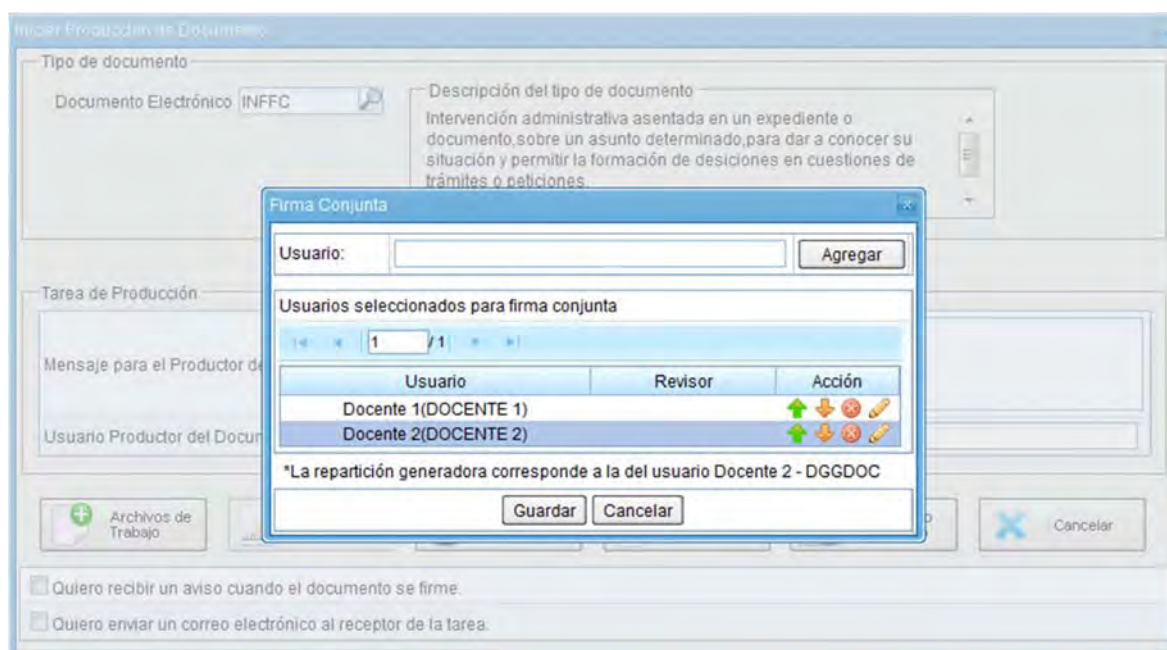 Iniciar Producción de Documento
Tipo de documento
Documento Electrónico INFFC
Descripción del tipo de documento
Intervención administrativa asentada en un expediente o
documento,sobre un asunto determinado,para dar a conocer su
situación y permitir la formación de desiciones en cuestiones de
trámites o peticiones.
Firma Conjunta
Usuario:
Agregar
Usuarios seleccionados para firma conjunta
1 / 1
Usuario Revisor Acción
Docente 1(DOCENTE 1)
Docente 2(DOCENTE 2)
*La repartición generadora corresponde a la del usuario Docente 2 - DGGDOC
Guardar Cancelar
Tarea de Producción
Mensaje para el Productor de
Usuario Productor del Docum
Archivos de
Trabajo
Cancelar
Quiero recibir un aviso cuando el documento se firme.
Quiero enviar un correo electrónico al receptor de la tarea.